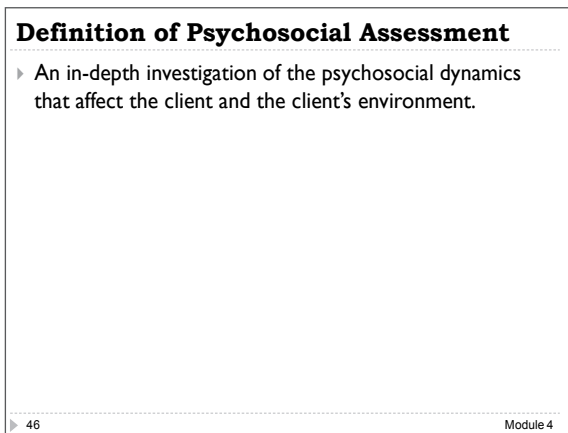 Definition of Psychosocial Assessment
An in-depth investigation of the psychosocial dynamics
that affect the client and the client's environment.
46
Module 4